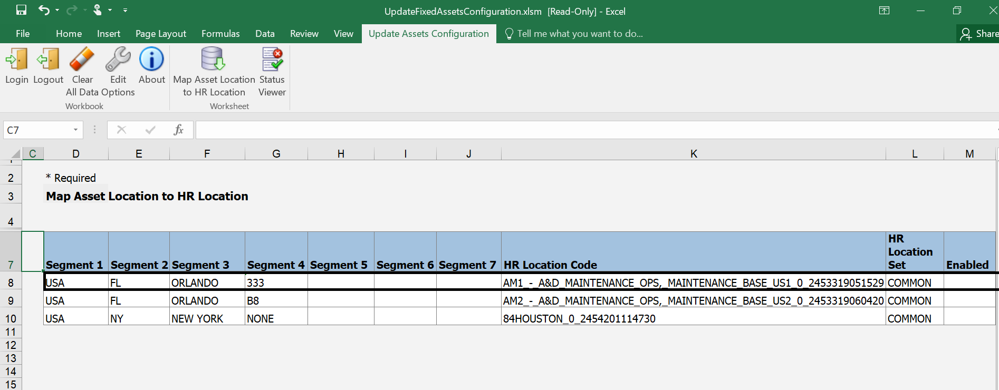 UpdateFixedAssetsConfiguration.xlsm [Read-Only] - Excel
File Home Insert Page Layout Formulas Data Review View Update Assets Configuration Tell me what you want to do... Share
Login Logout Clear All Data Edit Options About Map Asset Location to HR Location Status Viewer
Workbook Worksheet
C7 fx
C D E F G H I J K L M
2 * Required
3 Map Asset Location to HR Location
4
7 Segment 1 Segment 2 Segment 3 Segment 4 Segment 5 Segment 6 Segment 7 HR Location Code HR Location Set Enabled
8 USA FL ORLANDO 333 AM1_-_A&D_MAINTENANCE_OPS,_MAINTENANCE_BASE_US1_0_2453319051529 COMMON
9 USA FL ORLANDO B8 AM2_-_A&D_MAINTENANCE_OPS,_MAINTENANCE_BASE_US2_0_2453319060420 COMMON
10 USA NY NEW YORK NONE 84HOUSTON_0_2454201114730 COMMON
11
12
13
14
15